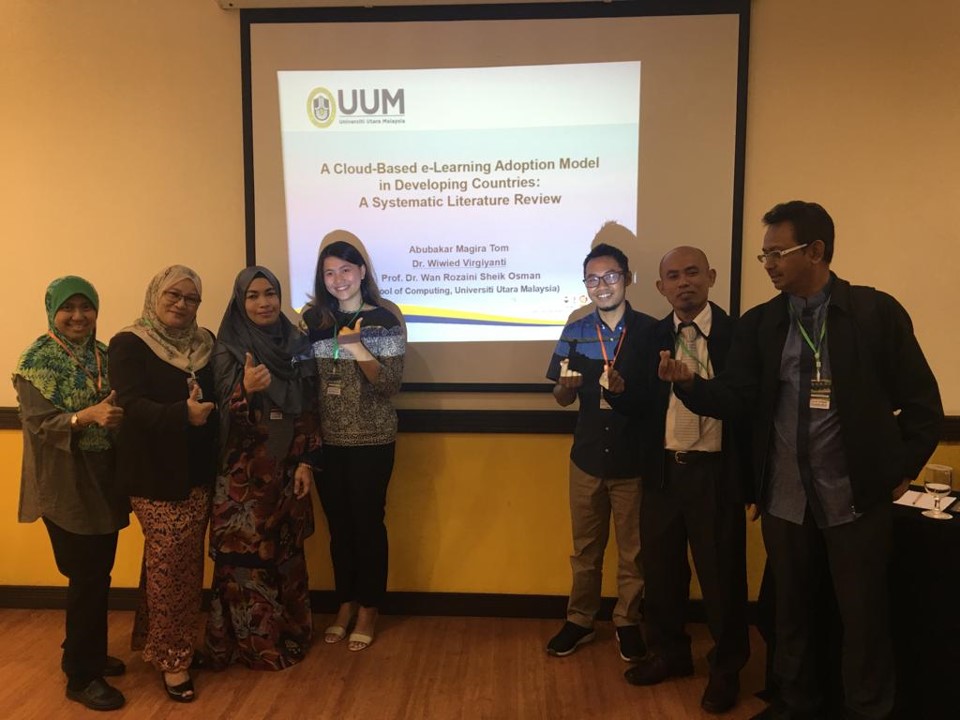 UUM
Universiti Utara Malaysia
A Cloud-Based e-Learning Adoption Model
in Developing Countries:
A Systematic Literature Review
Abubakar Magira Tom
Dr. Wiwied Virgiyanti
Prof. Dr. Wan Rozaini Sheik Osman
ool of Computing, Universiti Utara Malaysia)